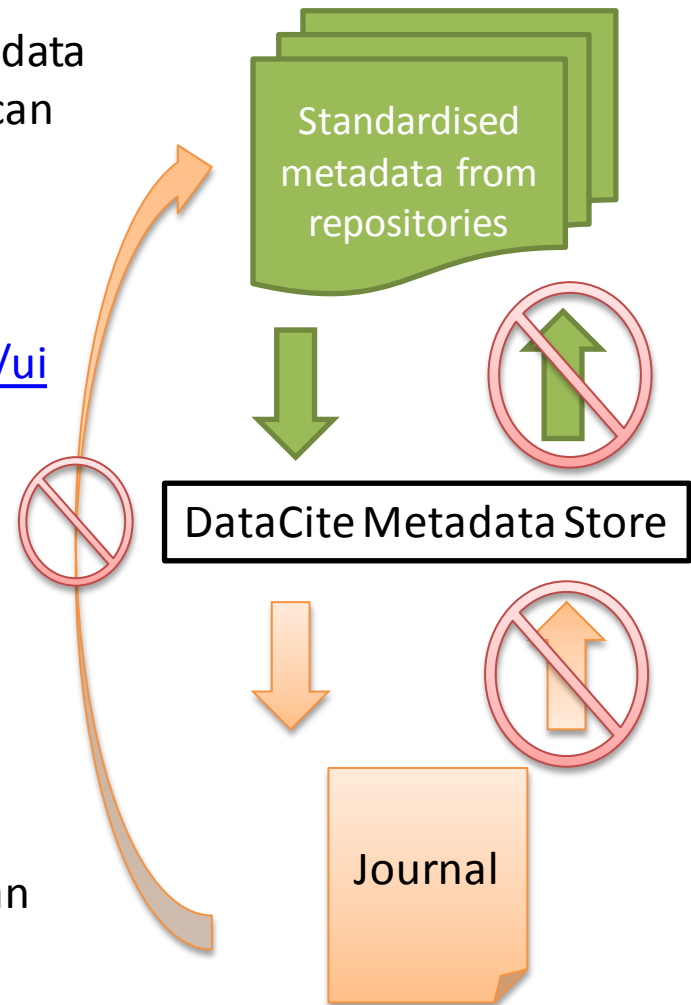 data
can
Standardised
metadata from
repositories
/ui
DataCite Metadata Store
Journal